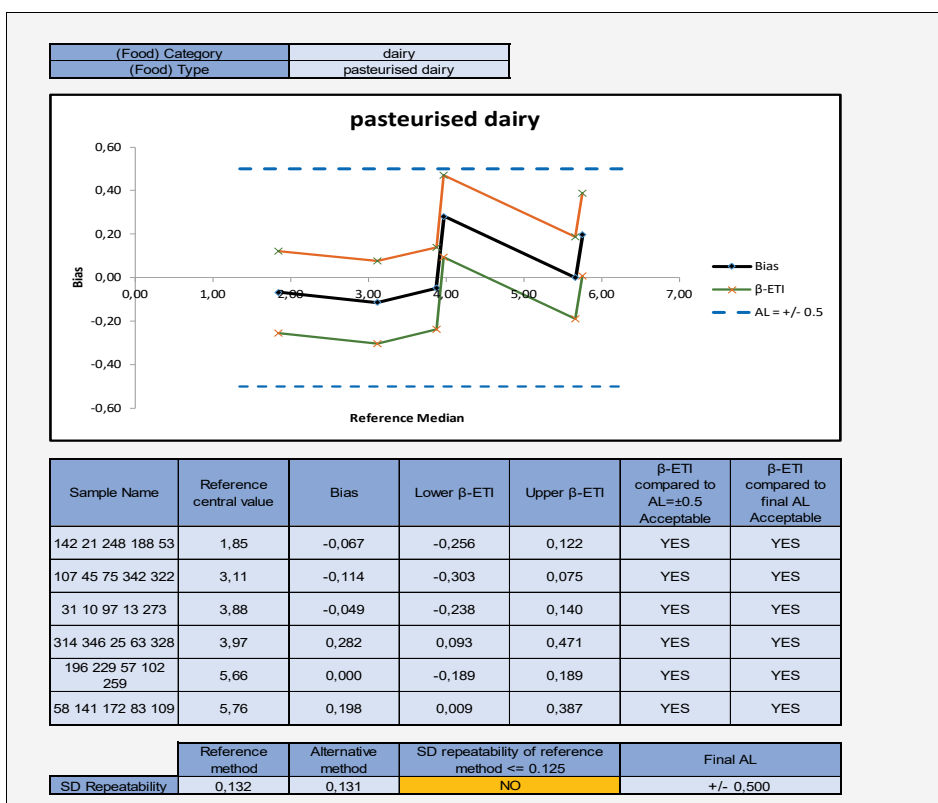 (Food) Category dairy
(Food) Type pasteurised dairy
pasteurised dairy
0,60
0,40
0,20
0,00
-0,20
-0,40
-0,60
Bias
0,00 1,00 2,00 3,00 4,00 5,00 6,00 7,00
Reference Median
Bias
β-ETI
AL = +/- 0.5
Sample Name Reference central value Bias Lower β-ETI Upper β-ETI β-ETI compared to AL=±0.5 Acceptable β-ETI compared to final AL Acceptable
142 21 248 188 53 1,85 -0,067 -0,256 0,122 YES YES
107 45 75 342 322 3,11 -0,114 -0,303 0,075 YES YES
31 10 97 13 273 3,88 -0,049 -0,238 0,140 YES YES
314 346 25 63 328 3,97 0,282 0,093 0,471 YES YES
196 229 57 102 259 5,66 0,000 -0,189 0,189 YES YES
58 141 172 83 109 5,76 0,198 0,009 0,387 YES YES
Reference method Alternative method SD repeatability of reference method <= 0.125 Final AL
SD Repeatability 0,132 0,131 NO +/- 0,500